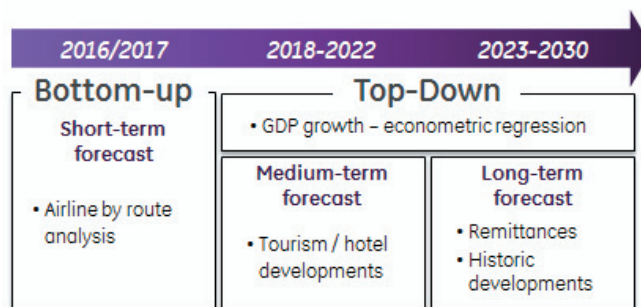 2016/2017 2018-2022 2023-2030
Bottom-up
Short-term
forecast
• Airline by route
analysis
Top-Down
• GDP growth – econometric regression
Medium-term
forecast
• Tourism / hotel
developments
Long-term
forecast
• Remittances
• Historic
developments